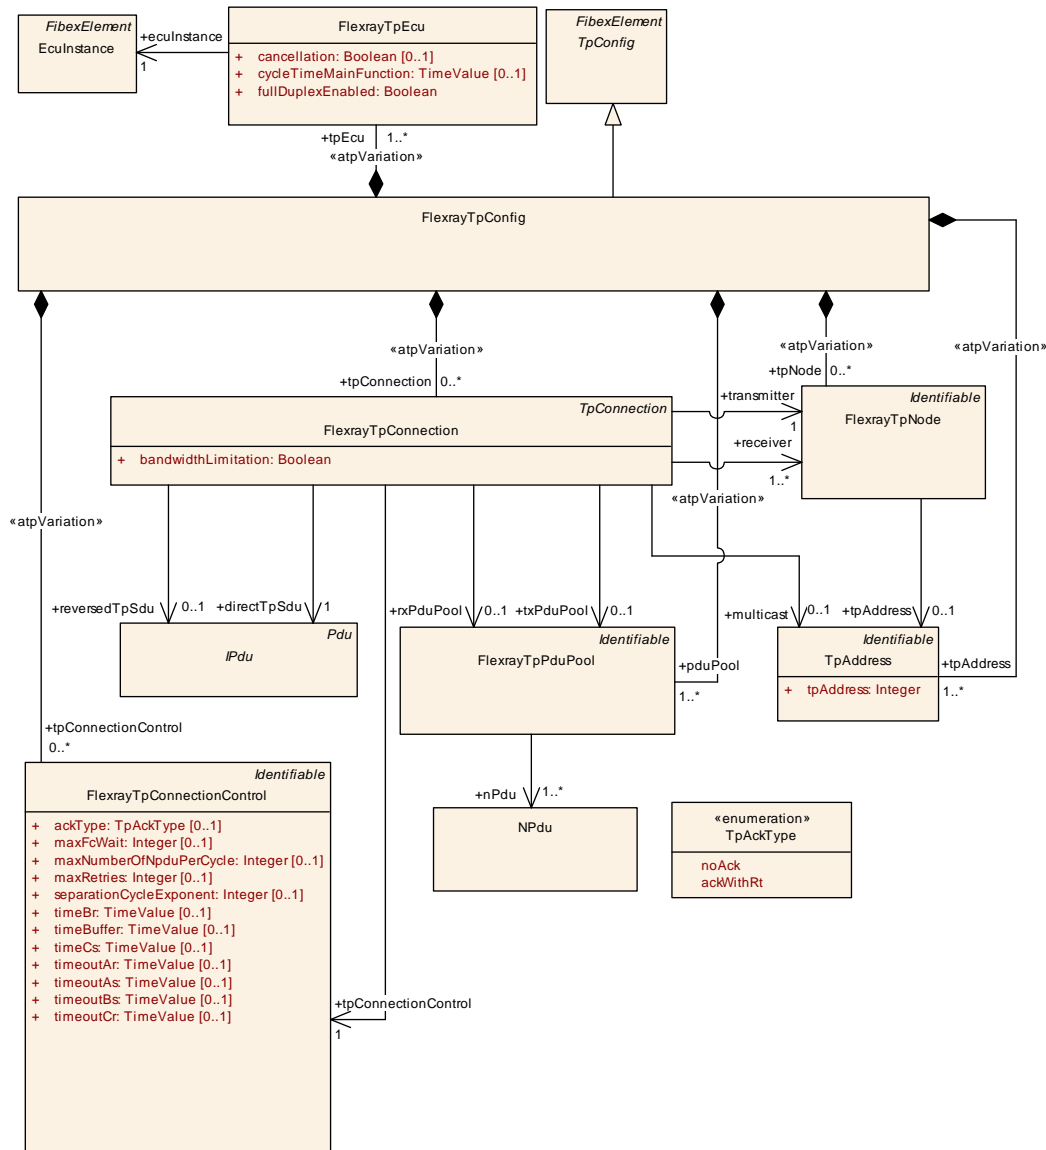 FibexElement
EcuInstance
+ecuInstance
1
FlexrayTpEcu
+ cancellation: Boolean [0..1]
+ cycleTimeMainFunction: TimeValue [0..1]
+ fullDuplexEnabled: Boolean
FibexElement
TpConfig
+tpEcu 1..*
«atpVariation»
FlexrayTpConfig
«atpVariation»
+tpConnection 0..*
«atpVariation»
+tpNode 0..*
«atpVariation»
TpConnection
FlexrayTpConnection
+ bandwidthLimitation: Boolean
+transmitter
1
+receiver
1..*
Identifiable
FlexrayTpNode
«atpVariation»
«atpVariation»
+reversedTpSdu 0..1
+directTpSdu 1
+rxPduPool 0..1
+txPduPool 0..1
+multicast 0..1
+tpAddress 0..1
Pdu
IPdu
Identifiable
FlexrayTpPduPool
+pduPool
1..*
Identifiable
TpAddress
+ tpAddress: Integer
+tpAddress
1..*
+tpConnectionControl
0..*
+nPdu 1..*
NPdu
«enumeration»
TpAckType
noAck
ackWithRt
Identifiable
FlexrayTpConnectionControl
+ ackType: TpAckType [0..1]
+ maxFcWait: Integer [0..1]
+ maxNumberOfNpduPerCycle: Integer [0..1]
+ maxRetries: Integer [0..1]
+ separationCycleExponent: Integer [0..1]
+ timeBr: TimeValue [0..1]
+ timeBuffer: TimeValue [0..1]
+ timeCs: TimeValue [0..1]
+ timeoutAr: TimeValue [0..1]
+ timeoutAs: TimeValue [0..1]
+ timeoutBs: TimeValue [0..1]
+ timeoutCr: TimeValue [0..1]
+tpConnectionControl
1